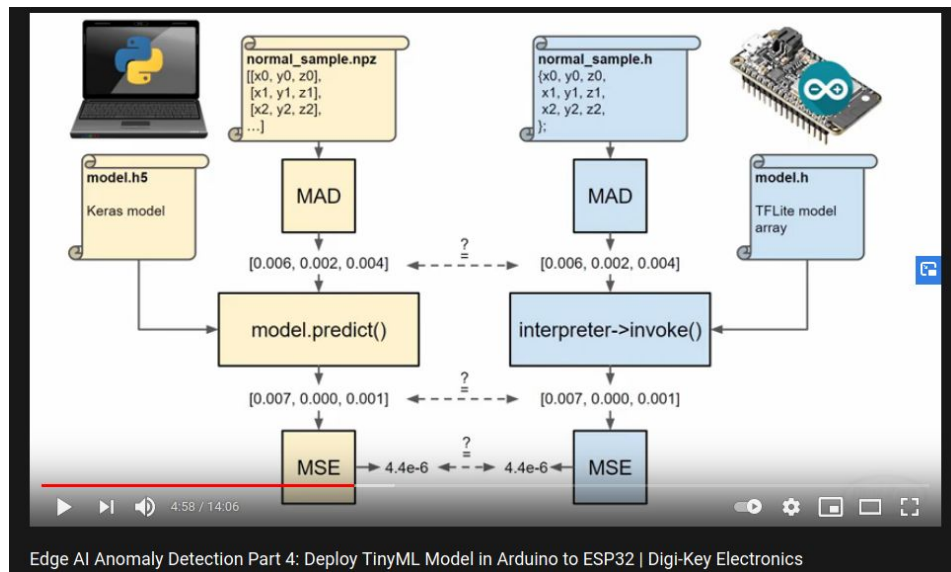 normal_sample.npz
[[x0, y0, z0],
[x1, y1, z1],
[x2, y2, z2],
...]
normal_sample.h
{x0, y0, z0,
x1, y1, z1,
x2, y2, z2,
};
model.h5
Keras model
MAD
MAD
model.h
TFLite model
array
[0.006, 0.002, 0.004]
?
=
[0.006, 0.002, 0.004]
model.predict()
interpreter->invoke()
[0.007, 0.000, 0.001]
?
=
[0.007, 0.000, 0.001]
MSE
4.4e-6
?
=
4.4e-6
MSE
4:58 / 14:06
Edge AI Anomaly Detection Part 4: Deploy TinyML Model in Arduino to ESP32 | Digi-Key Electronics